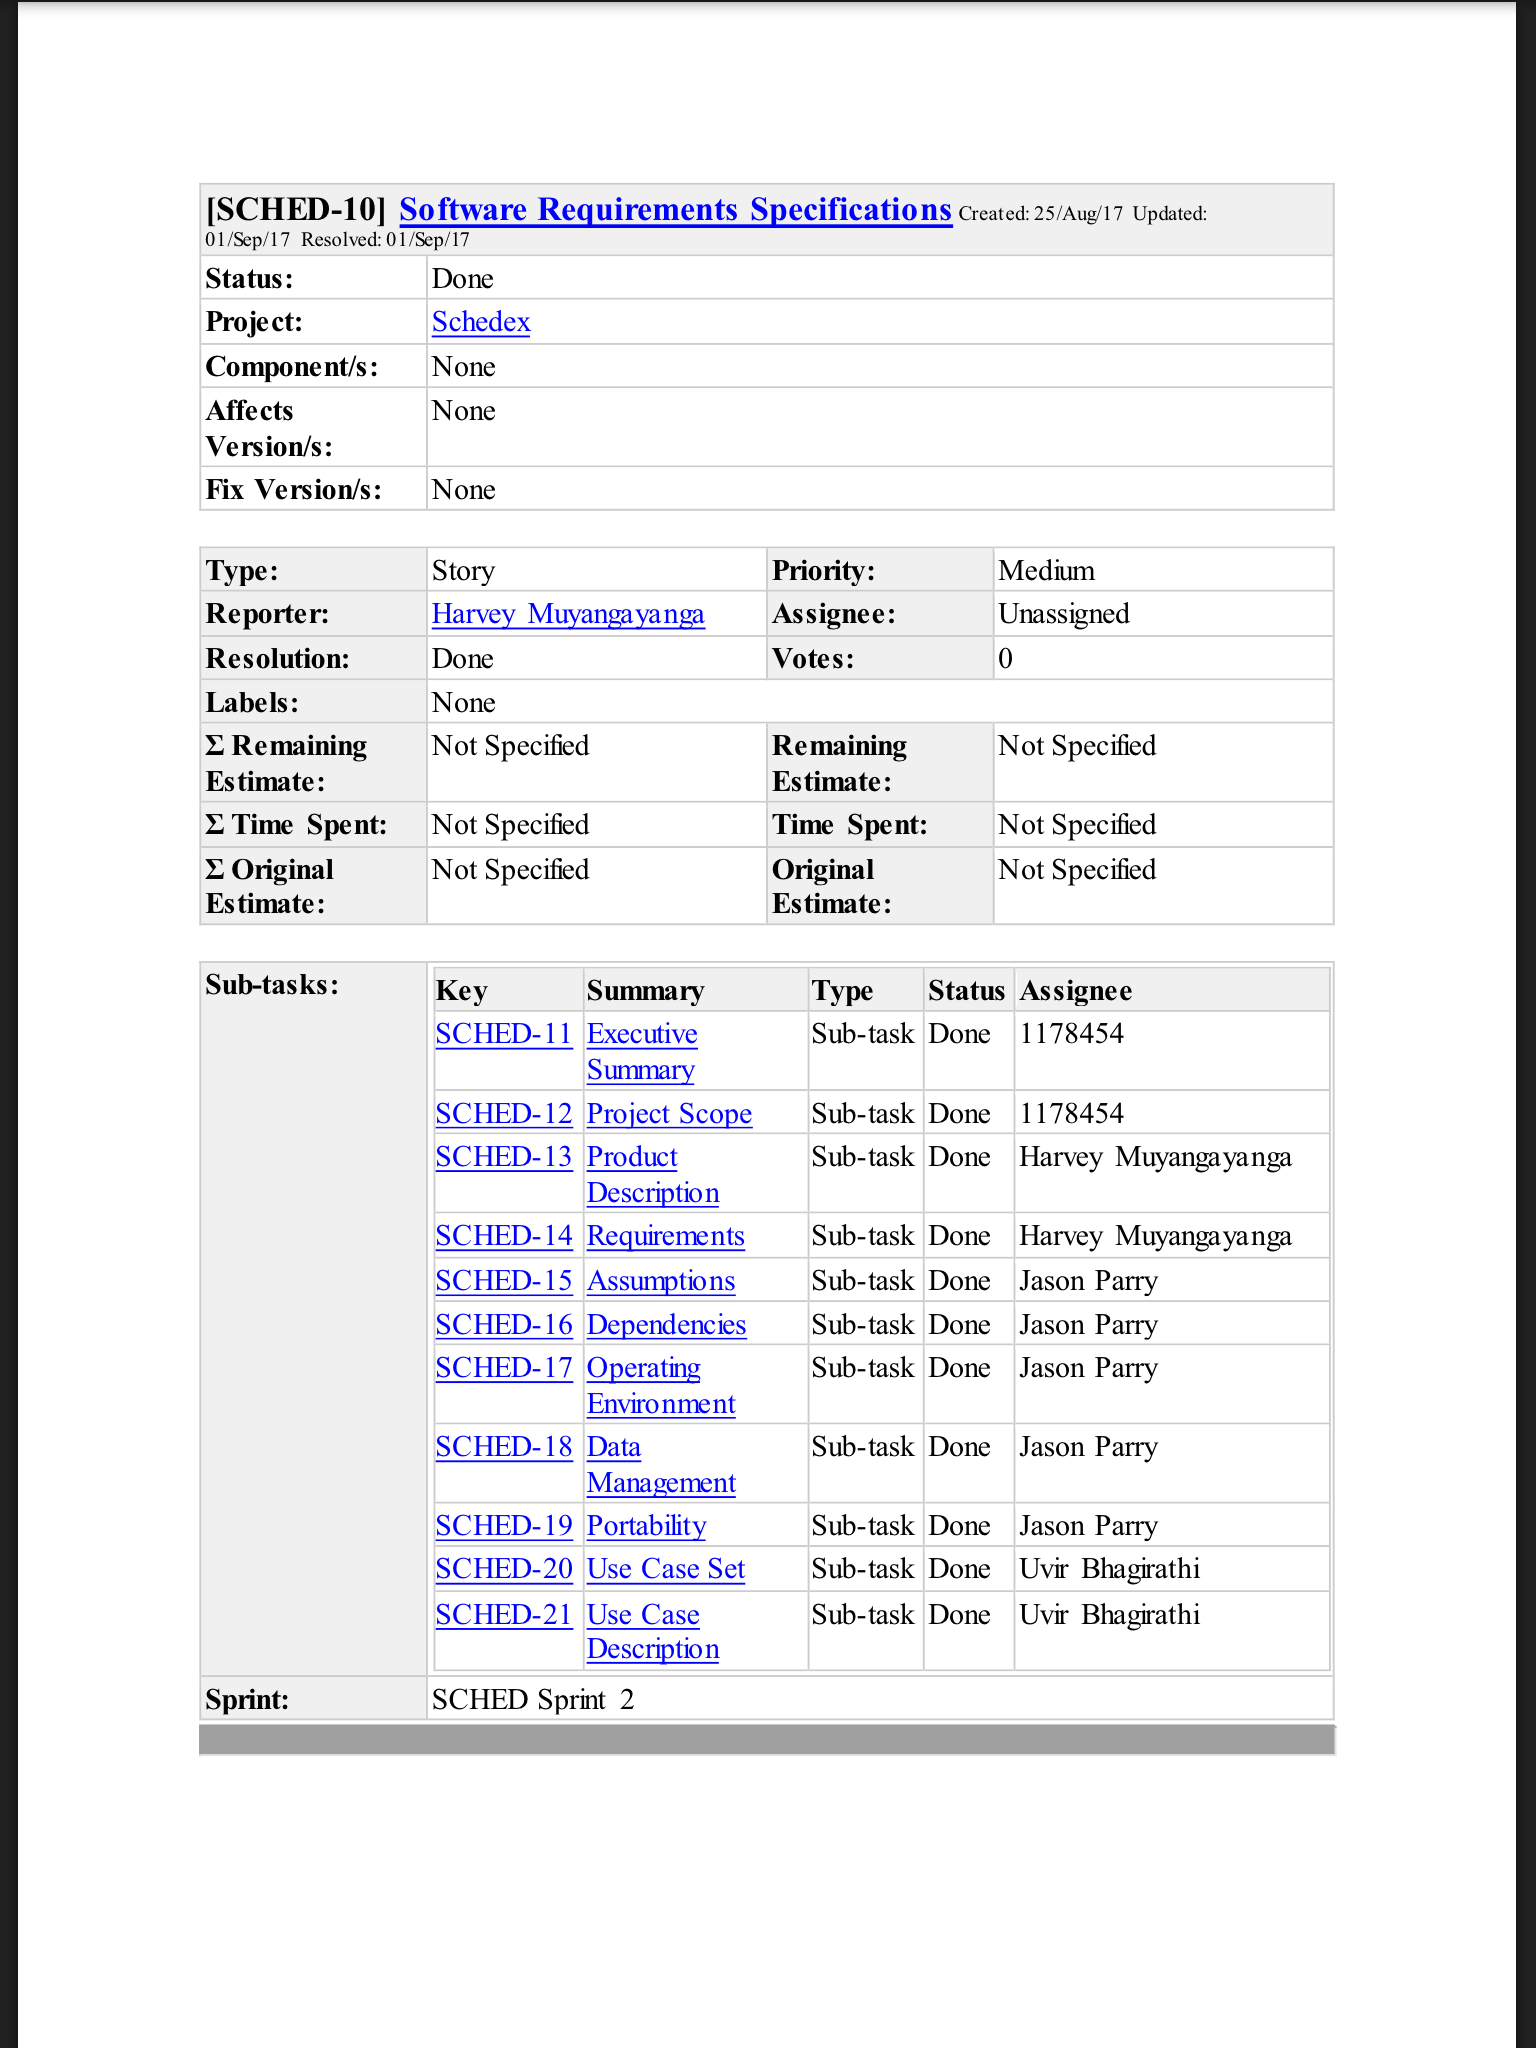 [SCHED-10] Software Requirements Specifications Created: 25/Aug/17 Updated:
01/Sep/17 Resolved: 01/Sep/17
Status: Done
Project: Schedex
Component/s: None
Affects None
Version/s:
Fix Version/s: None
Type: Story Priority: Medium
Reporter: Harvey Muyangayanga Assignee: Unassigned
Resolution: Done Votes: 0
Labels: None
Σ Remaining Not Specified Remaining Not Specified
Estimate: Estimate:
Σ Time Spent: Not Specified Time Spent: Not Specified
Σ Original Not Specified Original Not Specified
Estimate: Estimate:
Sub-tasks: Key Summary Type Status Assignee
SCHED-11 Executive Sub-task Done 1178454
Summary
SCHED-12 Project Scope Sub-task Done 1178454
SCHED-13 Product Sub-task Done Harvey Muyangayanga
Description
SCHED-14 Requirements Sub-task Done Harvey Muyangayanga
SCHED-15 Assumptions Sub-task Done Jason Parry
SCHED-16 Dependencies Sub-task Done Jason Parry
SCHED-17 Operating Sub-task Done Jason Parry
Environment
SCHED-18 Data Sub-task Done Jason Parry
Management
SCHED-19 Portability Sub-task Done Jason Parry
SCHED-20 Use Case Set Sub-task Done Uvir Bhagirathi
SCHED-21 Use Case Sub-task Done Uvir Bhagirathi
Description
Sprint: SCHED Sprint 2